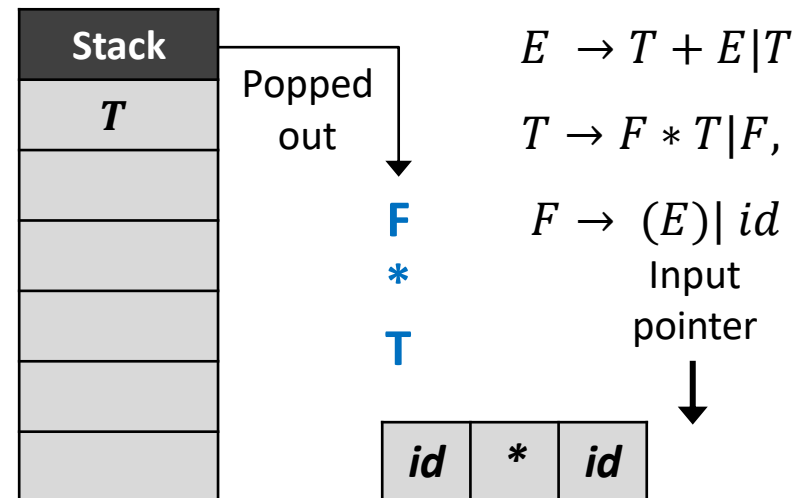 Stack
T
Popped
out
F
*
T
E → T + E|T
T → F * T|F,
F → (E)| id
Input
pointer
id * id